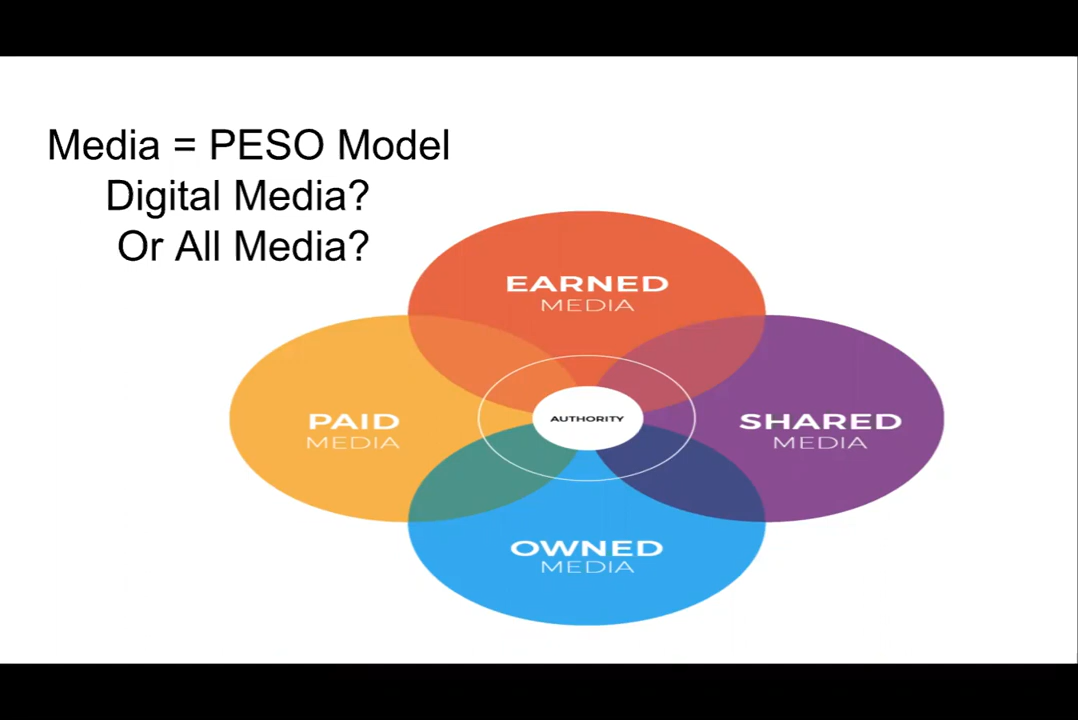 Media = PESO Model
Digital Media?
Or All Media?
EARNED
MEDIA
PAID
MEDIA
AUTHORITY
SHARED
MEDIA
OWNED
MEDIA